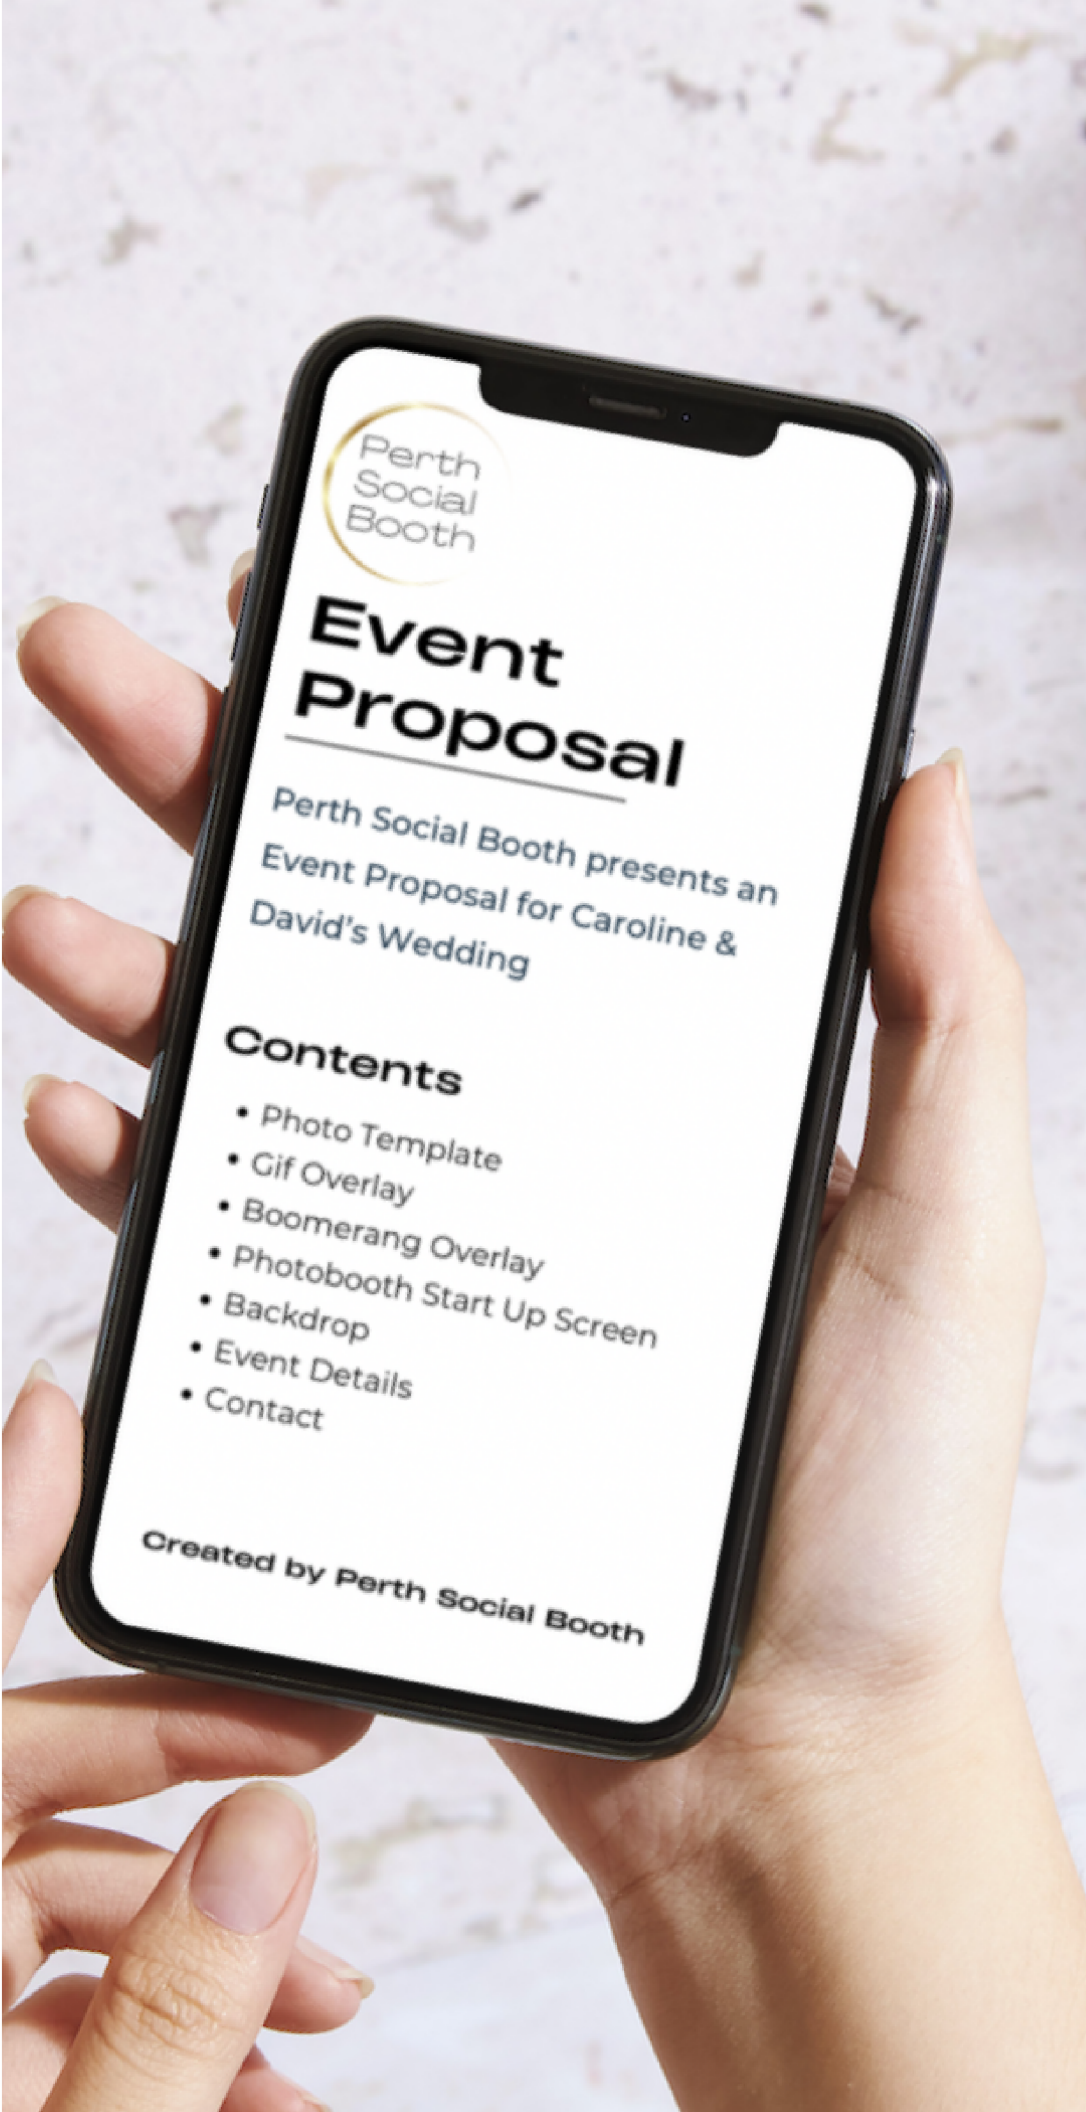 Perth
Social
Booth
Event
Proposal
Perth Social Booth presents an
Event Proposal for Caroline &
David's Wedding
Contents
• Photo Template
• Gif Overlay
• Boomerang Overlay
• Photobooth Start Up Screen
• Backdrop
• Event Details
• Contact
Created by Perth Social Booth